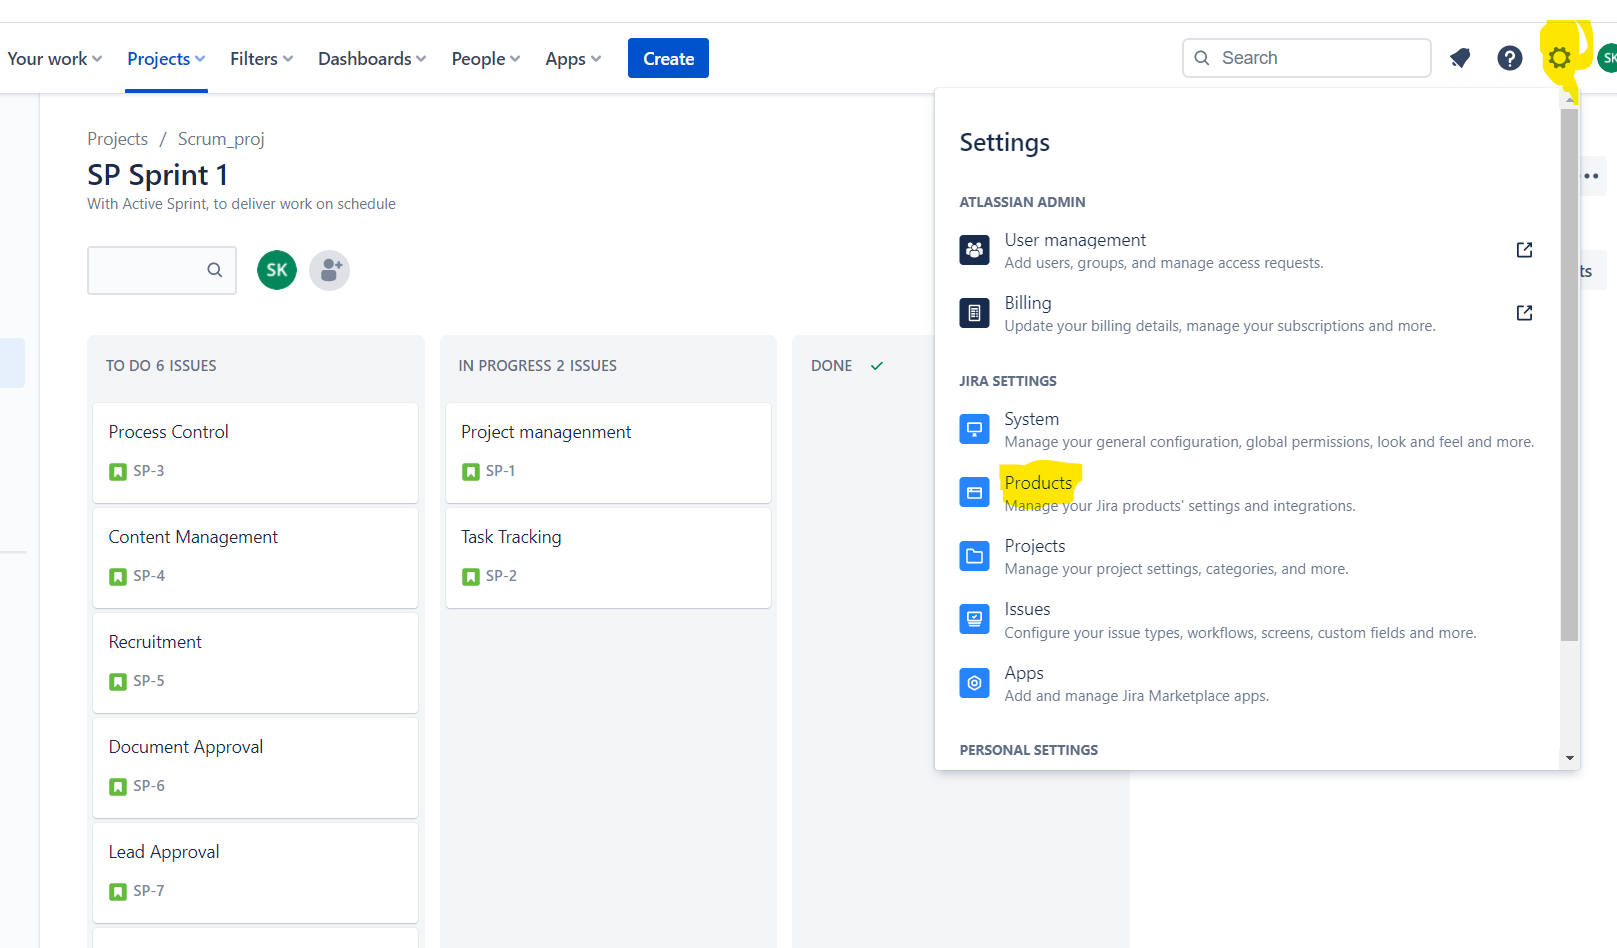 Your work Projects Filters Dashboards People Apps Create Search SK
Projects / Scrum_proj
SP Sprint 1
With Active Sprint, to deliver work on schedule
SK
TO DO 6 ISSUES
Process Control
SP-3
Content Management
SP-4
Recruitment
SP-5
Document Approval
SP-6
Lead Approval
SP-7
IN PROGRESS 2 ISSUES
Project managenment
SP-1
Task Tracking
SP-2
DONE
Settings
ATLASSIAN ADMIN
User management
Add users, groups, and manage access requests.
Billing
Update your billing details, manage your subscriptions and more.
JIRA SETTINGS
System
Manage your general configuration, global permissions, look and feel and more.
Products
Manage your Jira products' settings and integrations.
Projects
Manage your project settings, categories, and more.
Issues
Configure your issue types, workflows, screens, custom fields and more.
Apps
Add and manage Jira Marketplace apps.
PERSONAL SETTINGS
ts